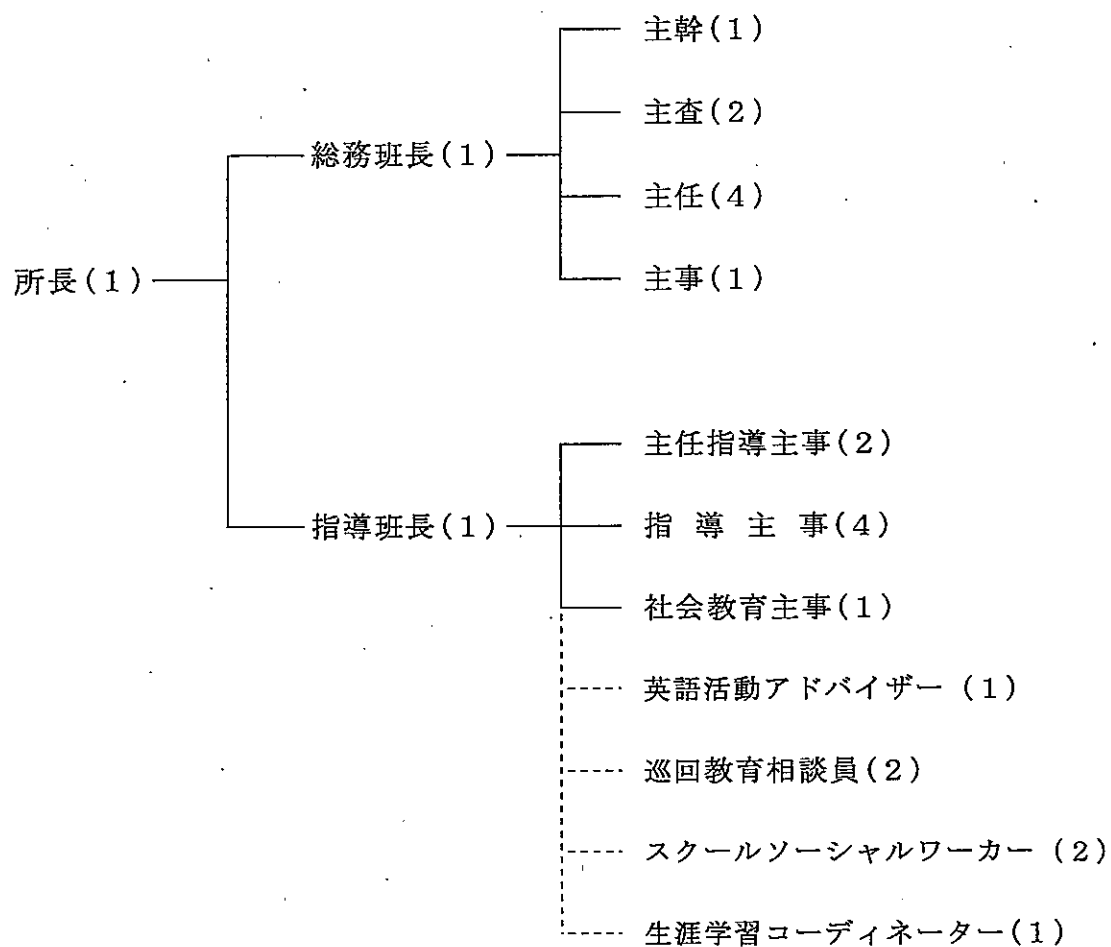 主幹(1)
主査(2)
総務班長(1)
主任(4)
所長(1)
主事(1)
主任指導主事(2)
指導班長(1)
指 導 主 事(4)
社会教育主事(1)
英語活動アドバイザー (1)
巡回教育相談員(2)
スクールソーシャルワーカー (2)
生涯学習コーディネーター(1)